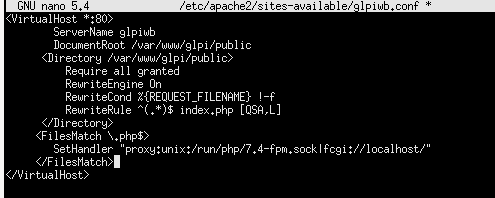 GNU nano 5.4 /etc/apache2/sites-available/glpiwb.conf *
<VirtualHost *:80>
ServerName glpiwb
DocumentRoot /var/www/glpi/public
<Directory /var/www/glpi/public>
Require all granted
RewriteEngine On
RewriteCond %{REQUEST_FILENAME} !-f
RewriteRule ^(.*)$ index.php [QSA,L]
</Directory>
<FilesMatch \.php$>
SetHandler "proxy:unix:/run/php/7.4-fpm.sock|fcgi://localhost/"
</FilesMatch>
</VirtualHost>